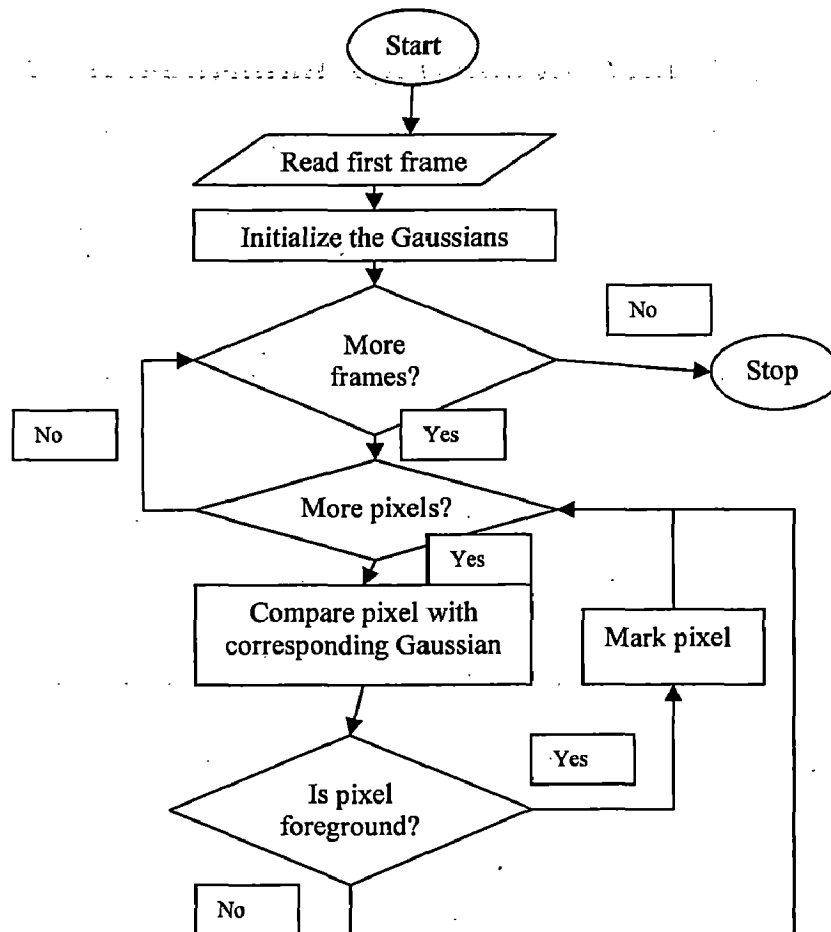 Start
Read first frame
Initialize the Gaussians
No
More
frames?
Stop
No
Yes
More pixels?
Yes
Compare pixel with
corresponding Gaussian
Mark pixel
Yes
Is pixel
foreground?
No